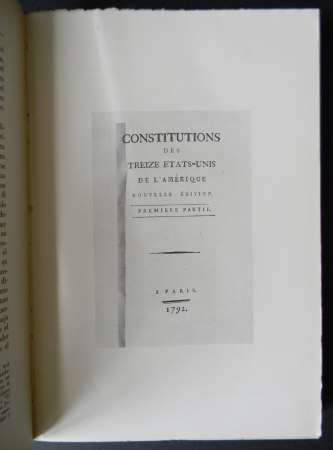 CONSTITUTIONS
DES
TREIZE ETATS-UNIS
DE L'AMÉRIQUE
NOUVELLE ÉDITION
PREMIERE PARTIE.
A PARIS.
1792.